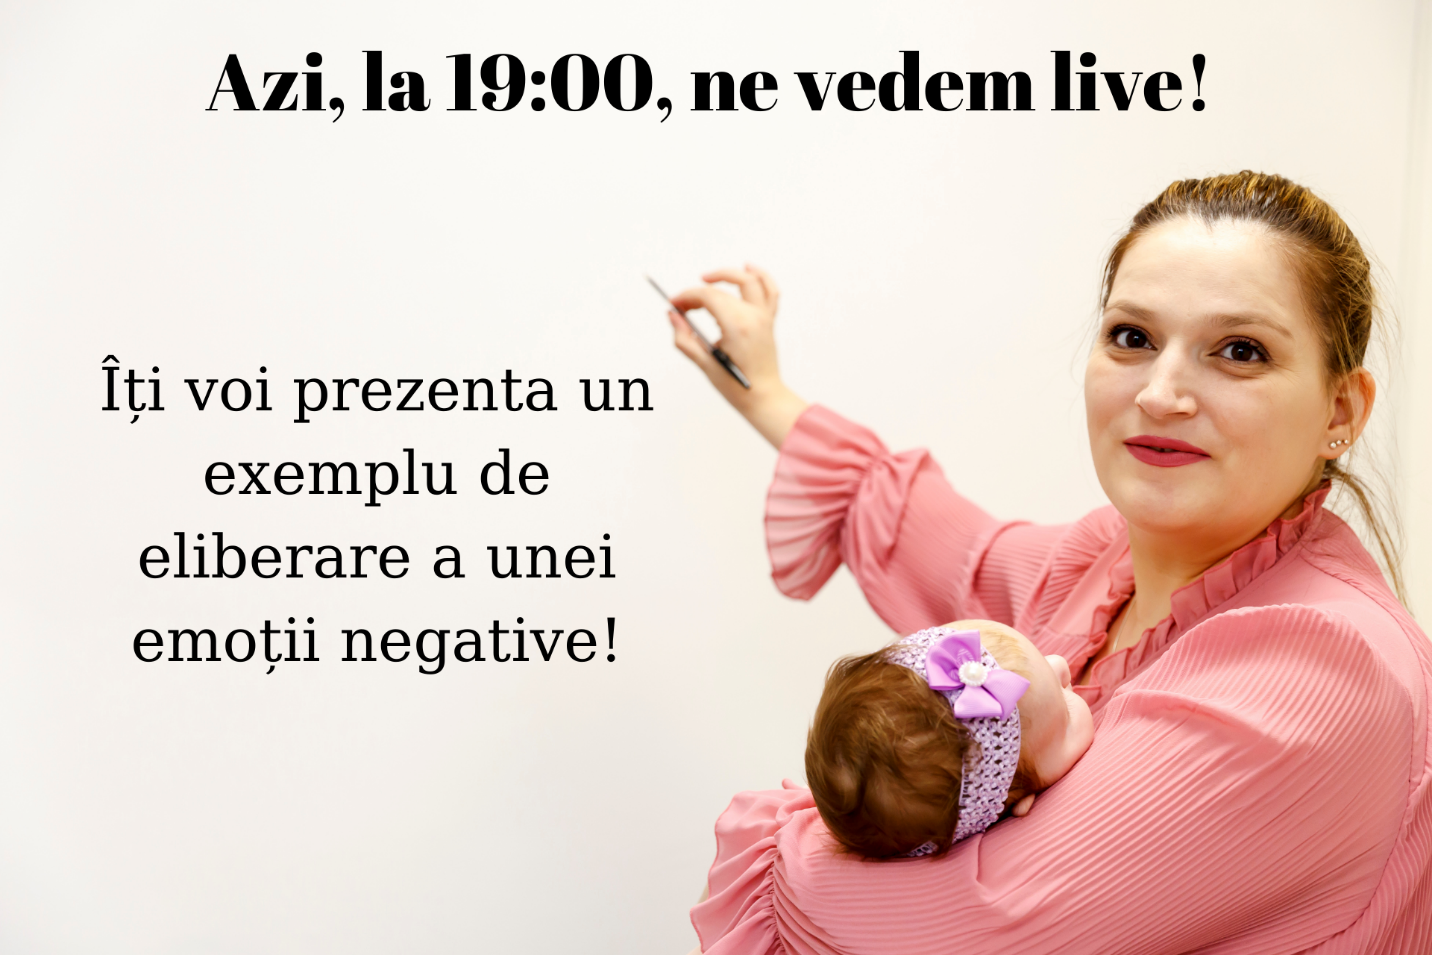 Azi, la 19:00, ne vedem live!
Îți voi prezenta un
exemplu de
eliberare a unei
emoții negative!